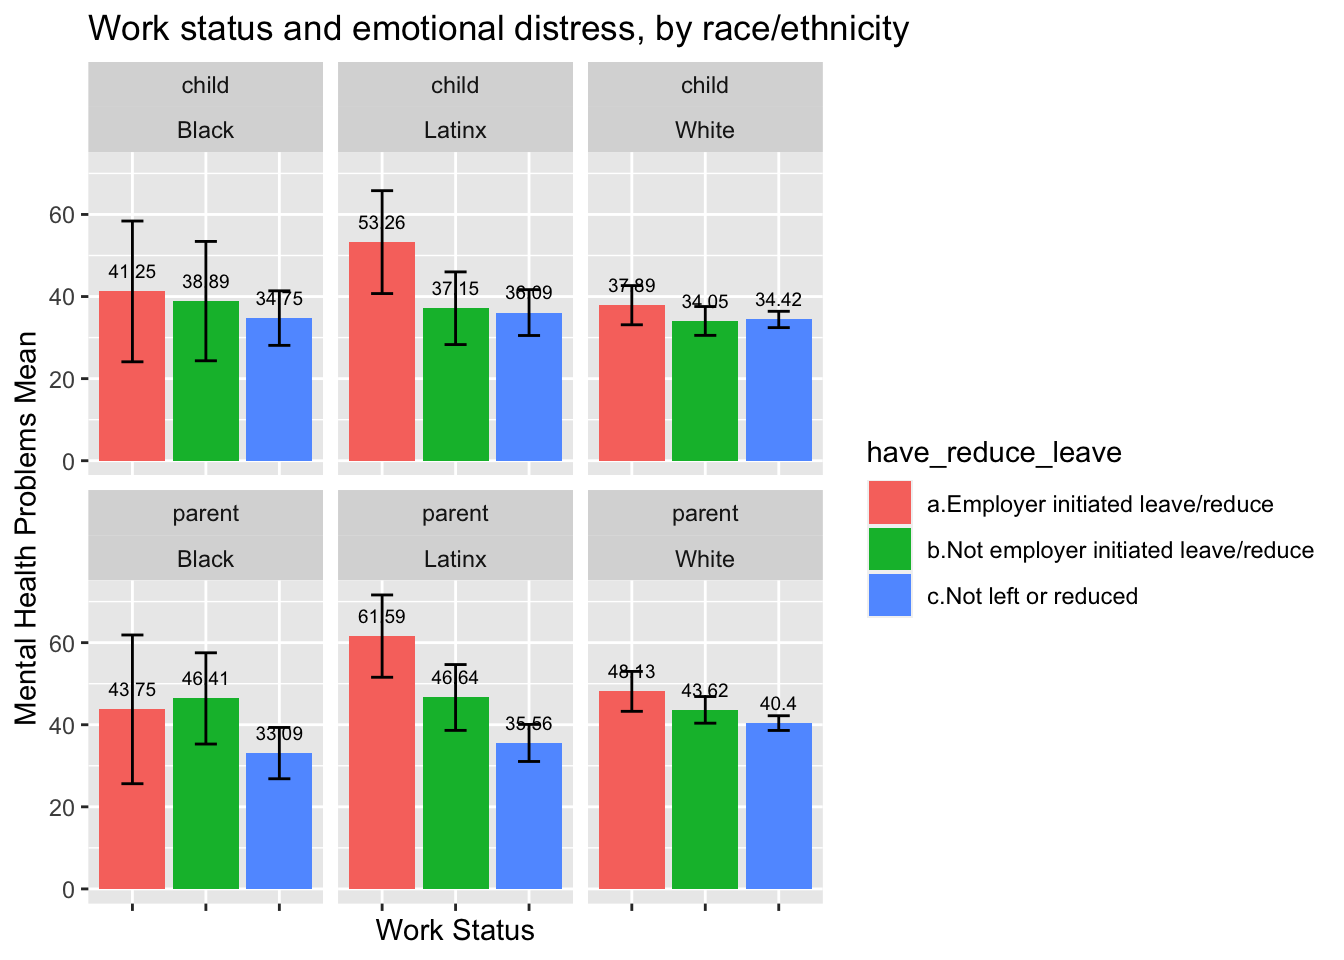 Work status and emotional distress, by race/ethnicity
child child child
Black Latinx White
Mental Health Problems Mean
60
40
20
0
41.25 38.89 34.75
53.26 37.15 36.09
37.89 34.05 34.42
parent parent parent
Black Latinx White
60
40
20
0
43.75 46.41 33.09
61.59 46.64 35.56
48.13 43.62 40.4
Work Status
have_reduce_leave
a.Employer initiated leave/reduce
b.Not employer initiated leave/reduce
c.Not left or reduced